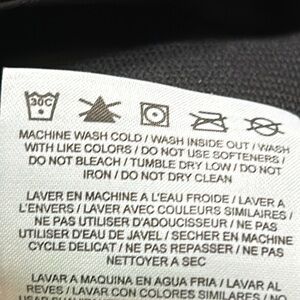 30C
MACHINE WASH COLD / WASH INSIDE OUT / WASH
WITH LIKE COLORS / DO NOT USE SOFTENERS /
DO NOT BLEACH / TUMBLE DRY LOW / DO NOT
IRON / DO NOT DRY CLEAN
LAVER EN MACHINE A L'EAU FROIDE / LAVER A
L'ENVERS / LAVER AVEC COULEURS SIMILAIRES /
NE PAS UTILISER D'ADOUCISSEUR / NE PAS
UTILISER D'EAU DE JAVEL / SECHER EN MACHINE
CYCLE DELICAT / NE PAS REPASSER / NE PAS
NETTOYER A SEC
LAVAR A MAQUINA EN AGUA FRIA / LAVAR AL
REVES / LAVAR CON COLORES SIMILARES / NO